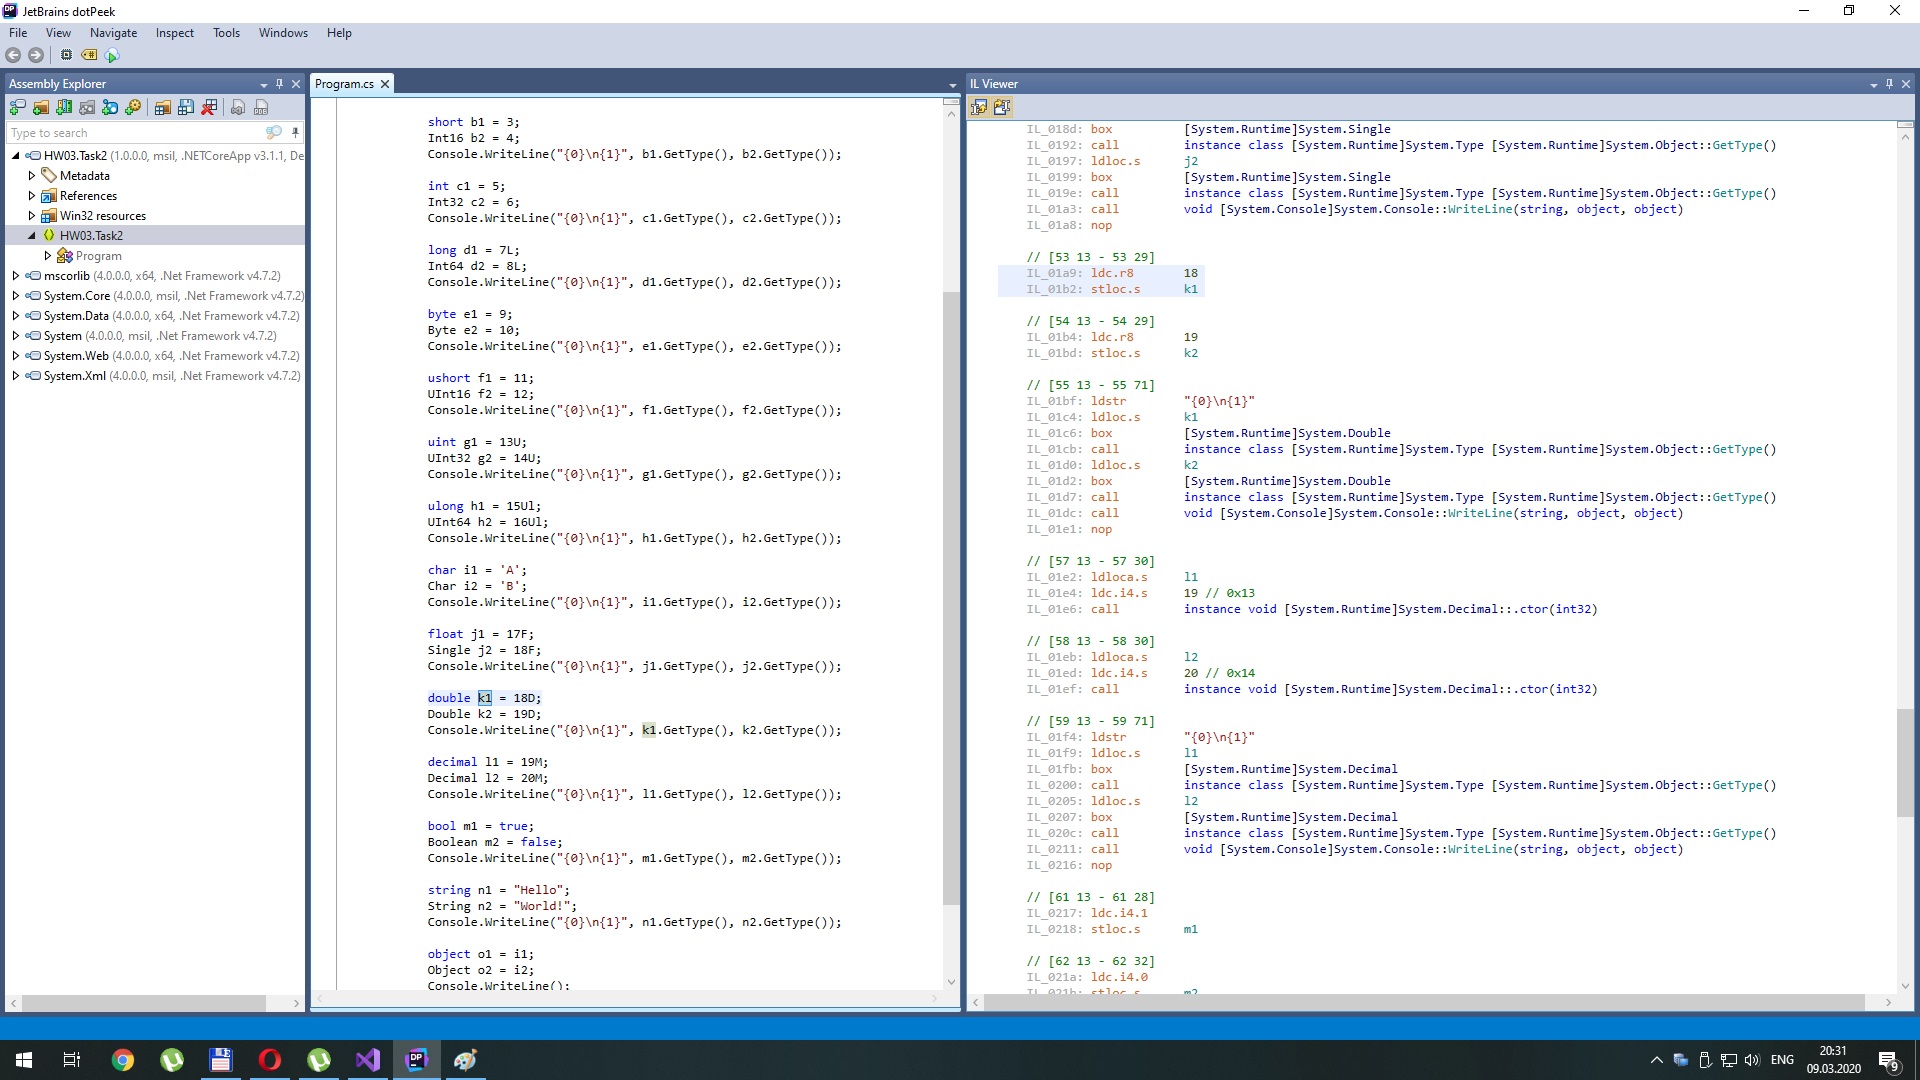 JetBrains dotPeek
File View Navigate Inspect Tools Windows Help
Assembly Explorer
Type to search
HW03.Task2 (1.0.0.0, msil, .NETCoreApp v3.1.1, De
Metadata
References
Win32 resources
HW03.Task2
Program
mscorlib (4.0.0.0, x64, .Net Framework v4.7.2)
System.Core (4.0.0.0, msil, .Net Framework v4.7.2)
System.Data (4.0.0.0, x64, .Net Framework v4.7.2)
System (4.0.0.0, msil, .Net Framework v4.7.2)
System.Web (4.0.0.0, x64, .Net Framework v4.7.2)
System.Xml (4.0.0.0, msil, .Net Framework v4.7.2)
Program.cs
short b1 = 3;
Int16 b2 = 4;
Console.WriteLine("{0}\n{1}", b1.GetType(), b2.GetType());
int c1 = 5;
Int32 c2 = 6;
Console.WriteLine("{0}\n{1}", c1.GetType(), c2.GetType());
long d1 = 7L;
Int64 d2 = 8L;
Console.WriteLine("{0}\n{1}", d1.GetType(), d2.GetType());
byte e1 = 9;
Byte e2 = 10;
Console.WriteLine("{0}\n{1}", e1.GetType(), e2.GetType());
ushort f1 = 11;
UInt16 f2 = 12;
Console.WriteLine("{0}\n{1}", f1.GetType(), f2.GetType());
uint g1 = 13U;
UInt32 g2 = 14U;
Console.WriteLine("{0}\n{1}", g1.GetType(), g2.GetType());
ulong h1 = 15Ul;
UInt64 h2 = 16Ul;
Console.WriteLine("{0}\n{1}", h1.GetType(), h2.GetType());
char i1 = 'A';
Char i2 = 'B';
Console.WriteLine("{0}\n{1}", i1.GetType(), i2.GetType());
float j1 = 17F;
Single j2 = 18F;
Console.WriteLine("{0}\n{1}", j1.GetType(), j2.GetType());
double k1 = 18D;
Double k2 = 19D;
Console.WriteLine("{0}\n{1}", k1.GetType(), k2.GetType());
decimal l1 = 19M;
Decimal l2 = 20M;
Console.WriteLine("{0}\n{1}", l1.GetType(), l2.GetType());
bool m1 = true;
Boolean m2 = false;
Console.WriteLine("{0}\n{1}", m1.GetType(), m2.GetType());
string n1 = "Hello";
String n2 = "World!";
Console.WriteLine("{0}\n{1}", n1.GetType(), n2.GetType());
object o1 = i1;
Object o2 = i2;
Console.WriteLine();
IL Viewer
IL_018d: box [System.Runtime]System.Single
IL_0192: call instance class [System.Runtime]System.Type [System.Runtime]System.Object::GetType()
IL_0197: ldloc.s j2
IL_0199: box [System.Runtime]System.Single
IL_019e: call instance class [System.Runtime]System.Type [System.Runtime]System.Object::GetType()
IL_01a3: call void [System.Console]System.Console::WriteLine(string, object, object)
IL_01a8: nop
// [53 13 - 53 29]
IL_01a9: ldc.r8 18
IL_01b2: stloc.s k1
// [54 13 - 54 29]
IL_01b4: ldc.r8 19
IL_01bd: stloc.s k2
// [55 13 - 55 71]
IL_01bf: ldstr "{0}\n{1}"
IL_01c4: ldloc.s k1
IL_01c6: box [System.Runtime]System.Double
IL_01cb: call instance class [System.Runtime]System.Type [System.Runtime]System.Object::GetType()
IL_01d0: ldloc.s k2
IL_01d2: box [System.Runtime]System.Double
IL_01d7: call instance class [System.Runtime]System.Type [System.Runtime]System.Object::GetType()
IL_01dc: call void [System.Console]System.Console::WriteLine(string, object, object)
IL_01e1: nop
// [57 13 - 57 30]
IL_01e2: ldloca.s l1
IL_01e4: ldc.i4.s 19 // 0x13
IL_01e6: call instance void [System.Runtime]System.Decimal::.ctor(int32)
// [58 13 - 58 30]
IL_01eb: ldloca.s l2
IL_01ed: ldc.i4.s 20 // 0x14
IL_01ef: call instance void [System.Runtime]System.Decimal::.ctor(int32)
// [59 13 - 59 71]
IL_01f4: ldstr "{0}\n{1}"
IL_01f9: ldloc.s l1
IL_01fb: box [System.Runtime]System.Decimal
IL_0200: call instance class [System.Runtime]System.Type [System.Runtime]System.Object::GetType()
IL_0205: ldloc.s l2
IL_0207: box [System.Runtime]System.Decimal
IL_020c: call instance class [System.Runtime]System.Type [System.Runtime]System.Object::GetType()
IL_0211: call void [System.Console]System.Console::WriteLine(string, object, object)
IL_0216: nop
// [61 13 - 61 28]
IL_0217: ldc.i4.1
IL_0218: stloc.s m1
// [62 13 - 62 32]
IL_021a: ldc.i4.0
IL_021b: stloc.s m2
ENG
20:31
09.03.2020
9